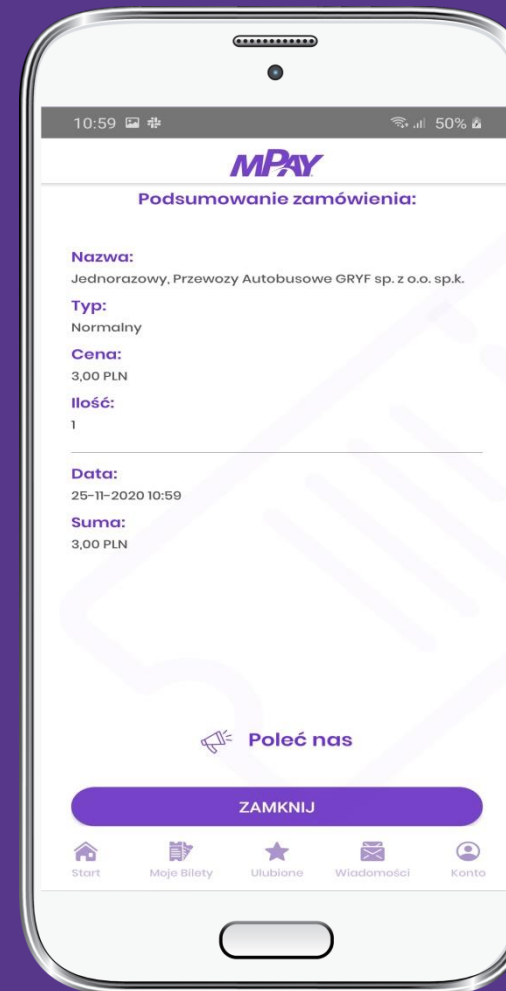 10:59 50%
mPAY
Podsumowanie zamówienia:
Nazwa:
Jednorazowy, Przewozy Autobusowe GRYF sp. z o.o. sp.k.
Typ:
Normalny
Cena:
3,00 PLN
Ilość:
1
Data:
25-11-2020 10:59
Suma:
3,00 PLN
Poleć nas
ZAMKNIJ
Start Moje Bilety Ulubione Wiadomości Konto